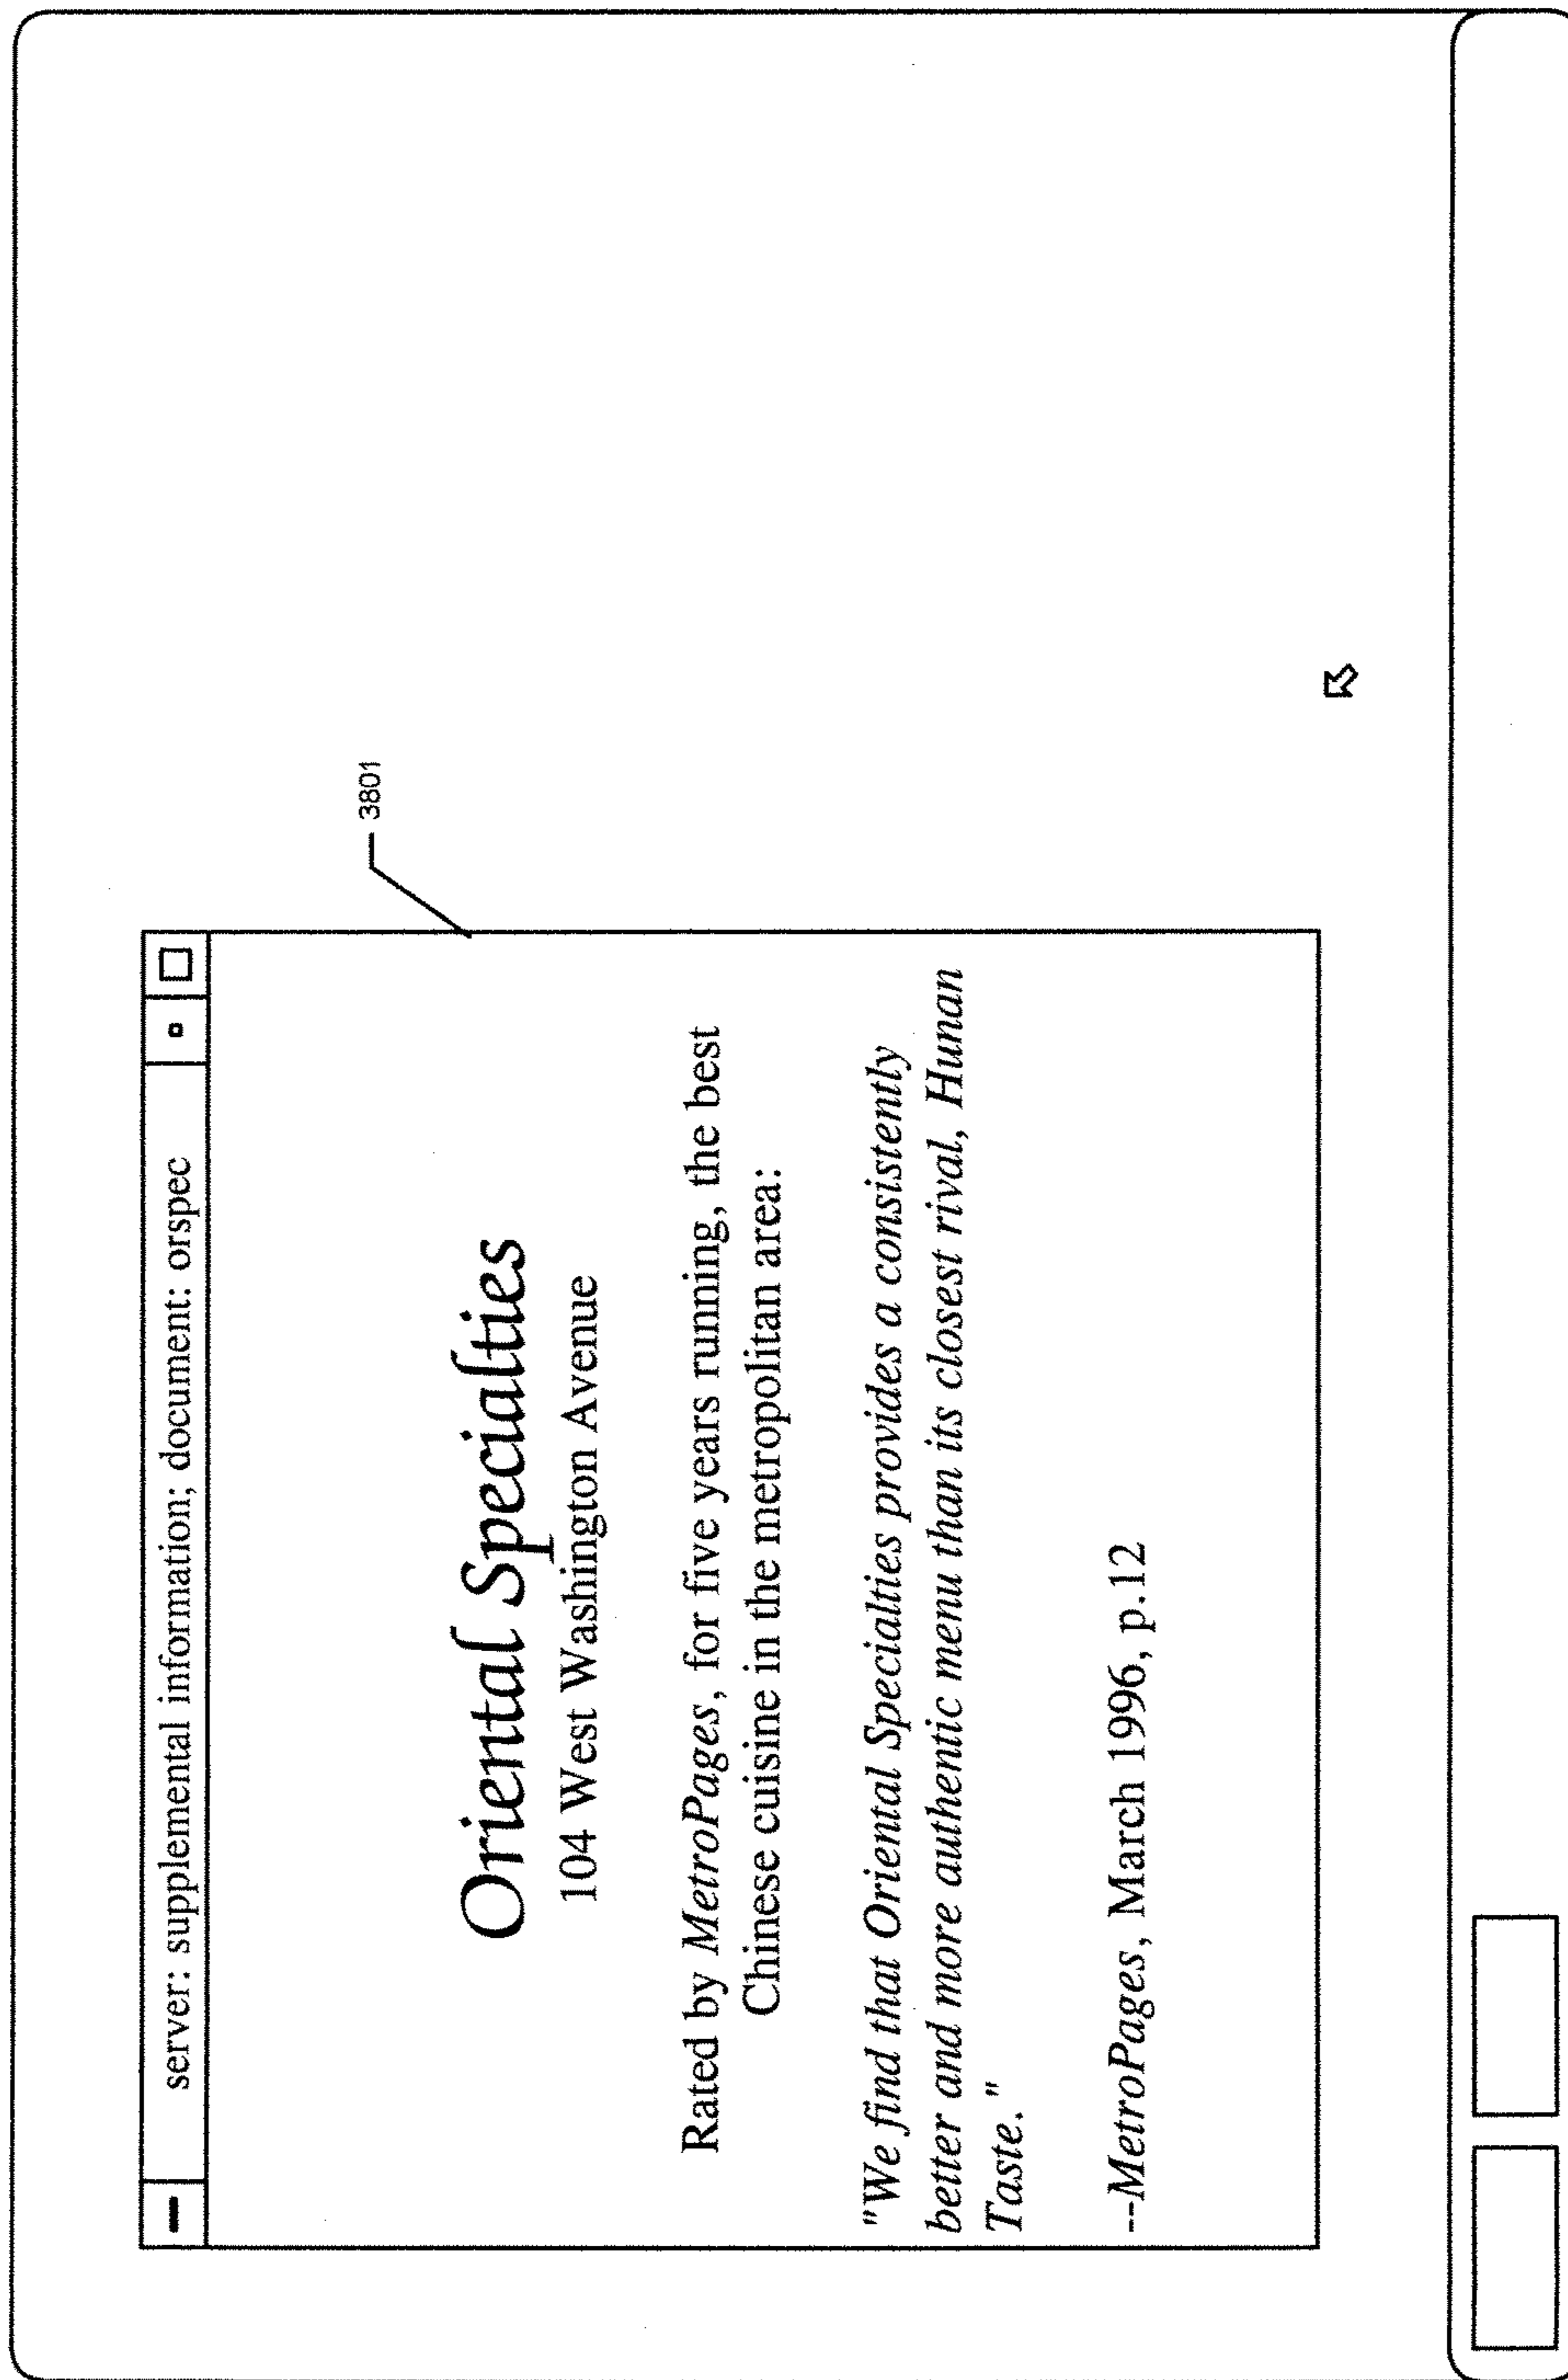 server: supplemental information; document: orspec
3801
Oriental Specialties
104 West Washington Avenue
Rated by MetroPages, for five years running, the best
Chinese cuisine in the metropolitan area:
"We find that Oriental Specialties provides a consistently
better and more authentic menu than its closest rival, Hunan
Taste."
--MetroPages, March 1996, p.12